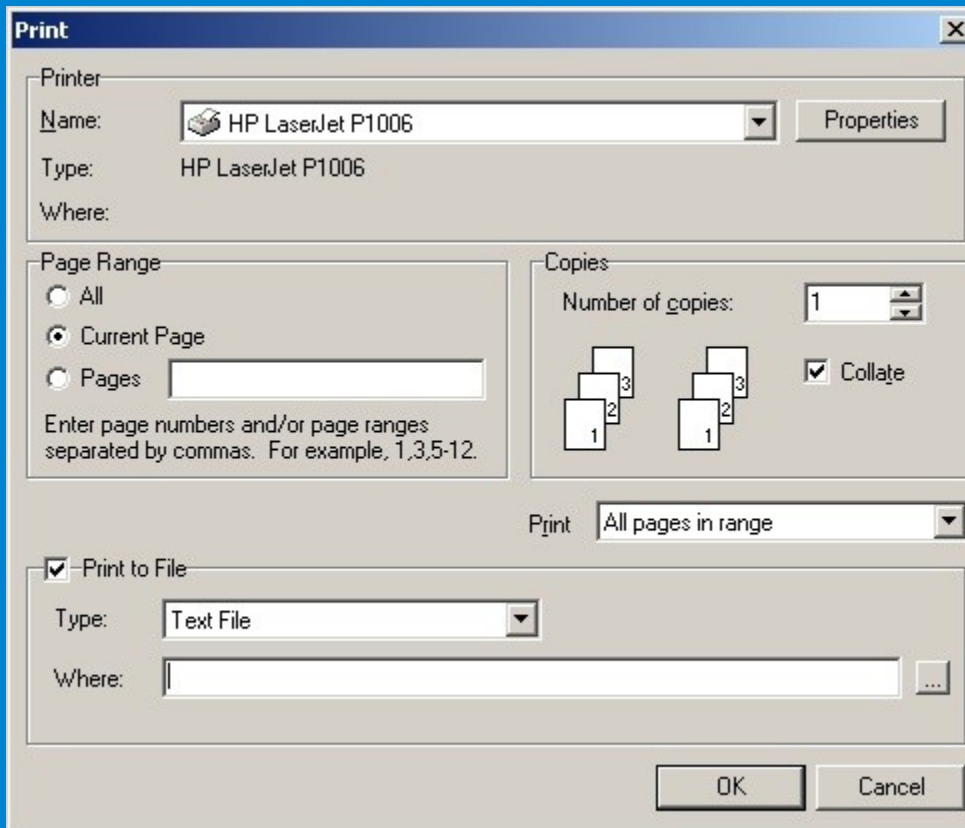 Print
Printer
Name: HP LaserJet P1006 Properties
Type: HP LaserJet P1006
Where:
Page Range
All
Current Page
Pages
Enter page numbers and/or page ranges
separated by commas. For example, 1,3,5-12.
Copies
Number of copies: 1
3 3
2 2
1 1
Collate
Print All pages in range
Print to File
Type: Text File
Where: ...
OK Cancel